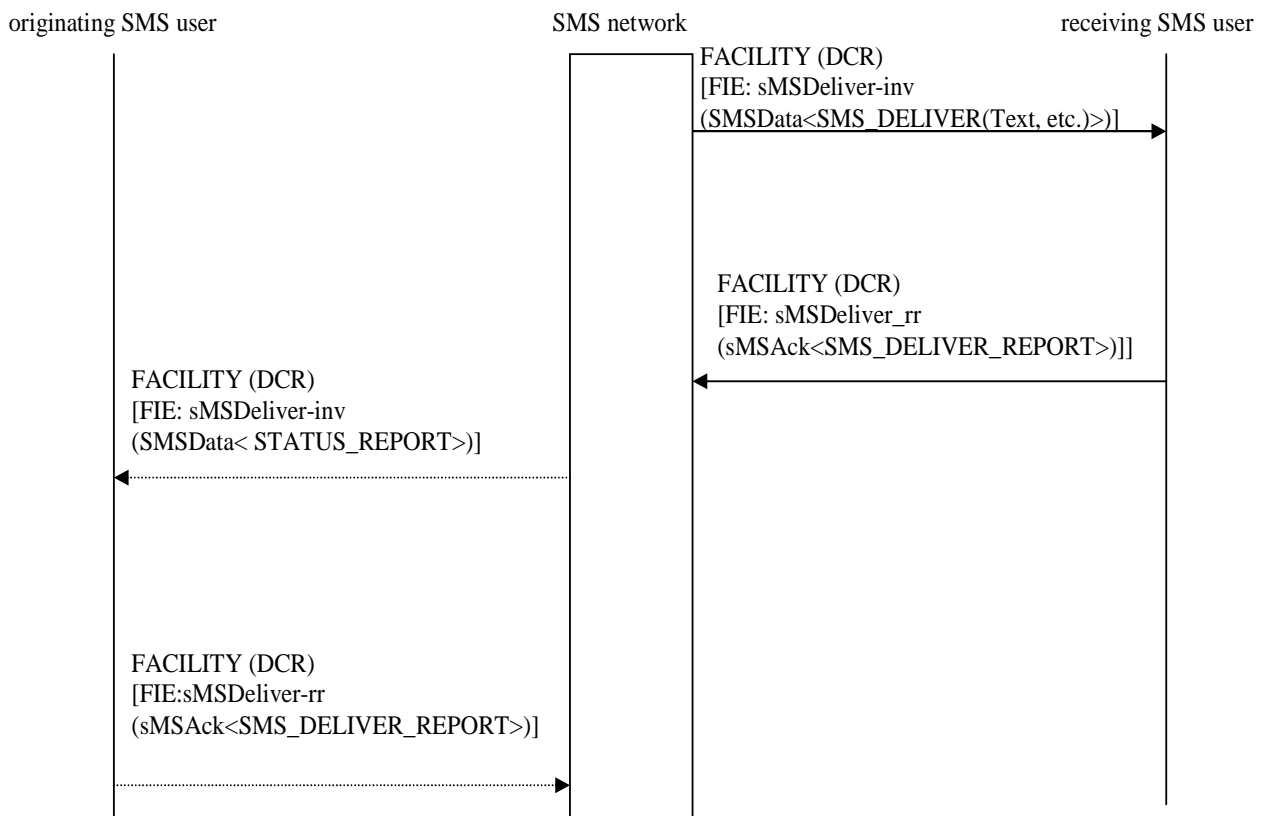 originating SMS user
SMS network
receiving SMS user
FACILITY (DCR)
[FIE: sMSDeliver-inv
(SMSData<SMS_DELIVER(Text, etc.)>)]
FACILITY (DCR)
[FIE: sMSDeliver_rr
(sMSAck<SMS_DELIVER_REPORT>)]]
FACILITY (DCR)
[FIE: sMSDeliver-inv
(SMSData< STATUS_REPORT>)]
FACILITY (DCR)
[FIE:sMSDeliver-rr
(sMSAck<SMS_DELIVER_REPORT>)]